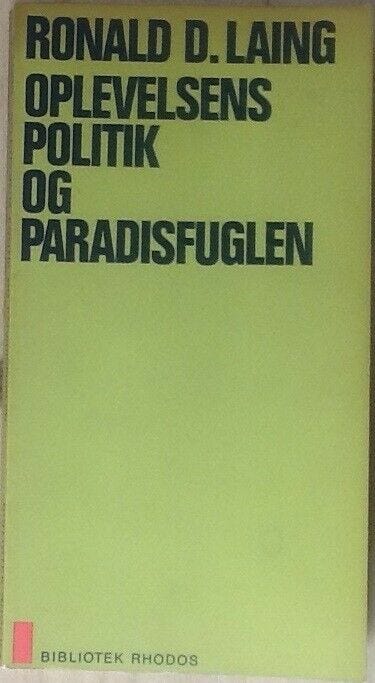 RONALD D. LAING
OPLEVELSENS
POLITIK
OG
PARADISFUGLEN
BIBLIOTEK RHODOS